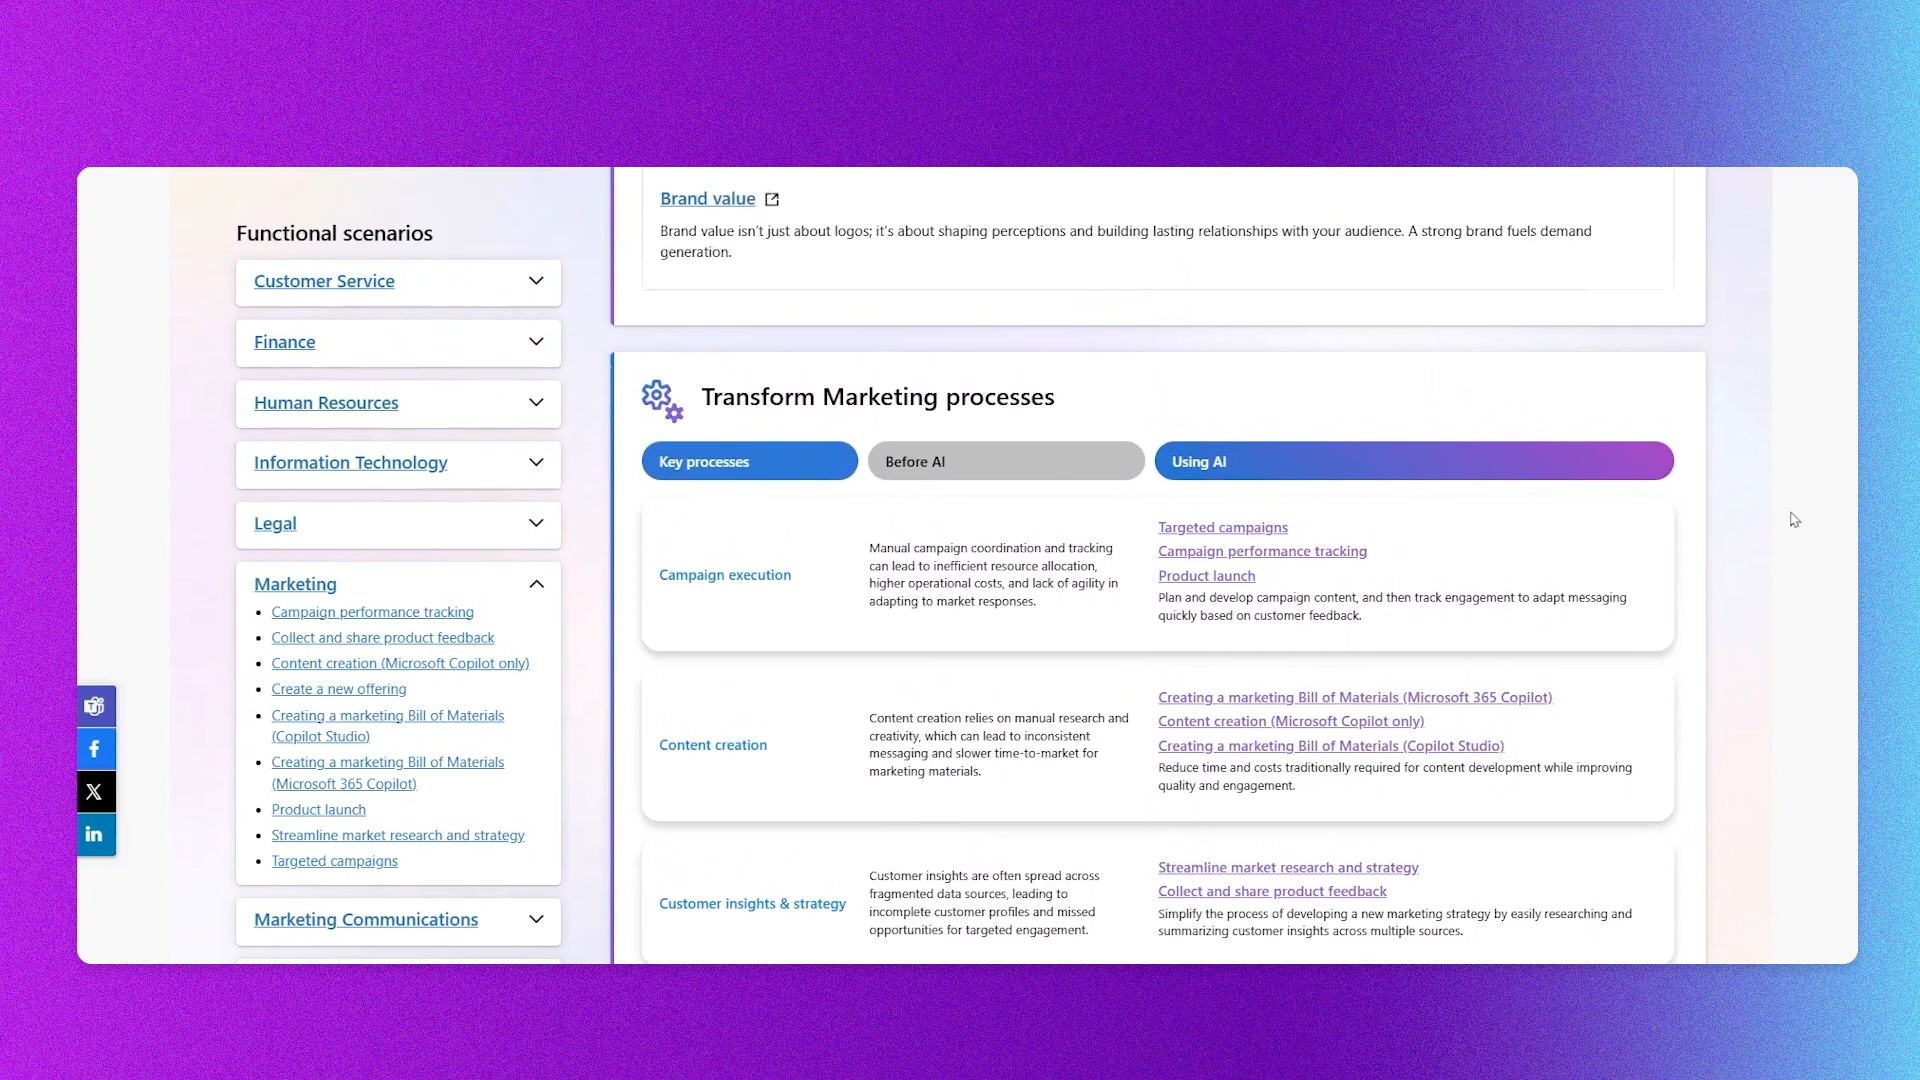 Functional scenarios
Customer Service
Finance
Human Resources
Information Technology
Legal
Marketing
Campaign performance tracking
Collect and share product feedback
Content creation (Microsoft Copilot only)
Create a new offering
Creating a marketing Bill of Materials
(Copilot Studio)
Creating a marketing Bill of Materials
(Microsoft 365 Copilot)
Product launch
Streamline market research and strategy
Targeted campaigns
Marketing Communications
Brand value
Brand value isn't just about logos; it's about shaping perceptions and building lasting relationships with your audience. A strong brand fuels demand
generation.
Transform Marketing processes
Key processes
Before AI
Using AI
Campaign execution
Manual campaign coordination and tracking
can lead to inefficient resource allocation,
higher operational costs, and lack of agility in
adapting to market responses.
Targeted campaigns
Campaign performance tracking
Product launch
Plan and develop campaign content, and then track engagement to adapt messaging
quickly based on customer feedback.
Content creation
Content creation relies on manual research and
creativity, which can lead to inconsistent
messaging and slower time-to-market for
marketing materials.
Creating a marketing Bill of Materials (Microsoft 365 Copilot)
Content creation (Microsoft Copilot only)
Creating a marketing Bill of Materials (Copilot Studio)
Reduce time and costs traditionally required for content development while improving
quality and engagement.
Customer insights & strategy
Customer insights are often spread across
fragmented data sources, leading to
incomplete customer profiles and missed
opportunities for targeted engagement.
Streamline market research and strategy
Collect and share product feedback
Simplify the process of developing a new marketing strategy by easily researching and
summarizing customer insights across multiple sources.